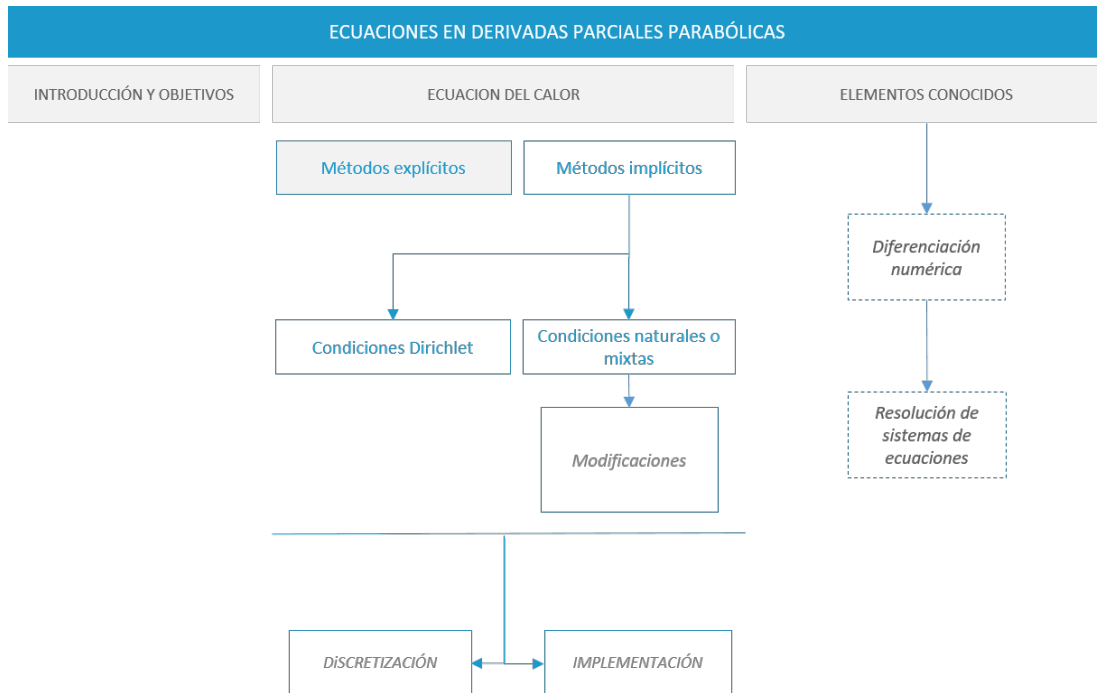 ECUACIONES EN DERIVADAS PARCIALES PARABÓLICAS
INTRODUCCIÓN Y OBJETIVOS
ECUACION DEL CALOR
ELEMENTOS CONOCIDOS
Métodos explícitos
Métodos implícitos
Diferenciación
numérica
Condiciones Dirichlet
Condiciones naturales o
mixtas
Modificaciones
Resolución de
sistemas de
ecuaciones
DiSCRETIZACIÓN
IMPLEMENTACIÓN